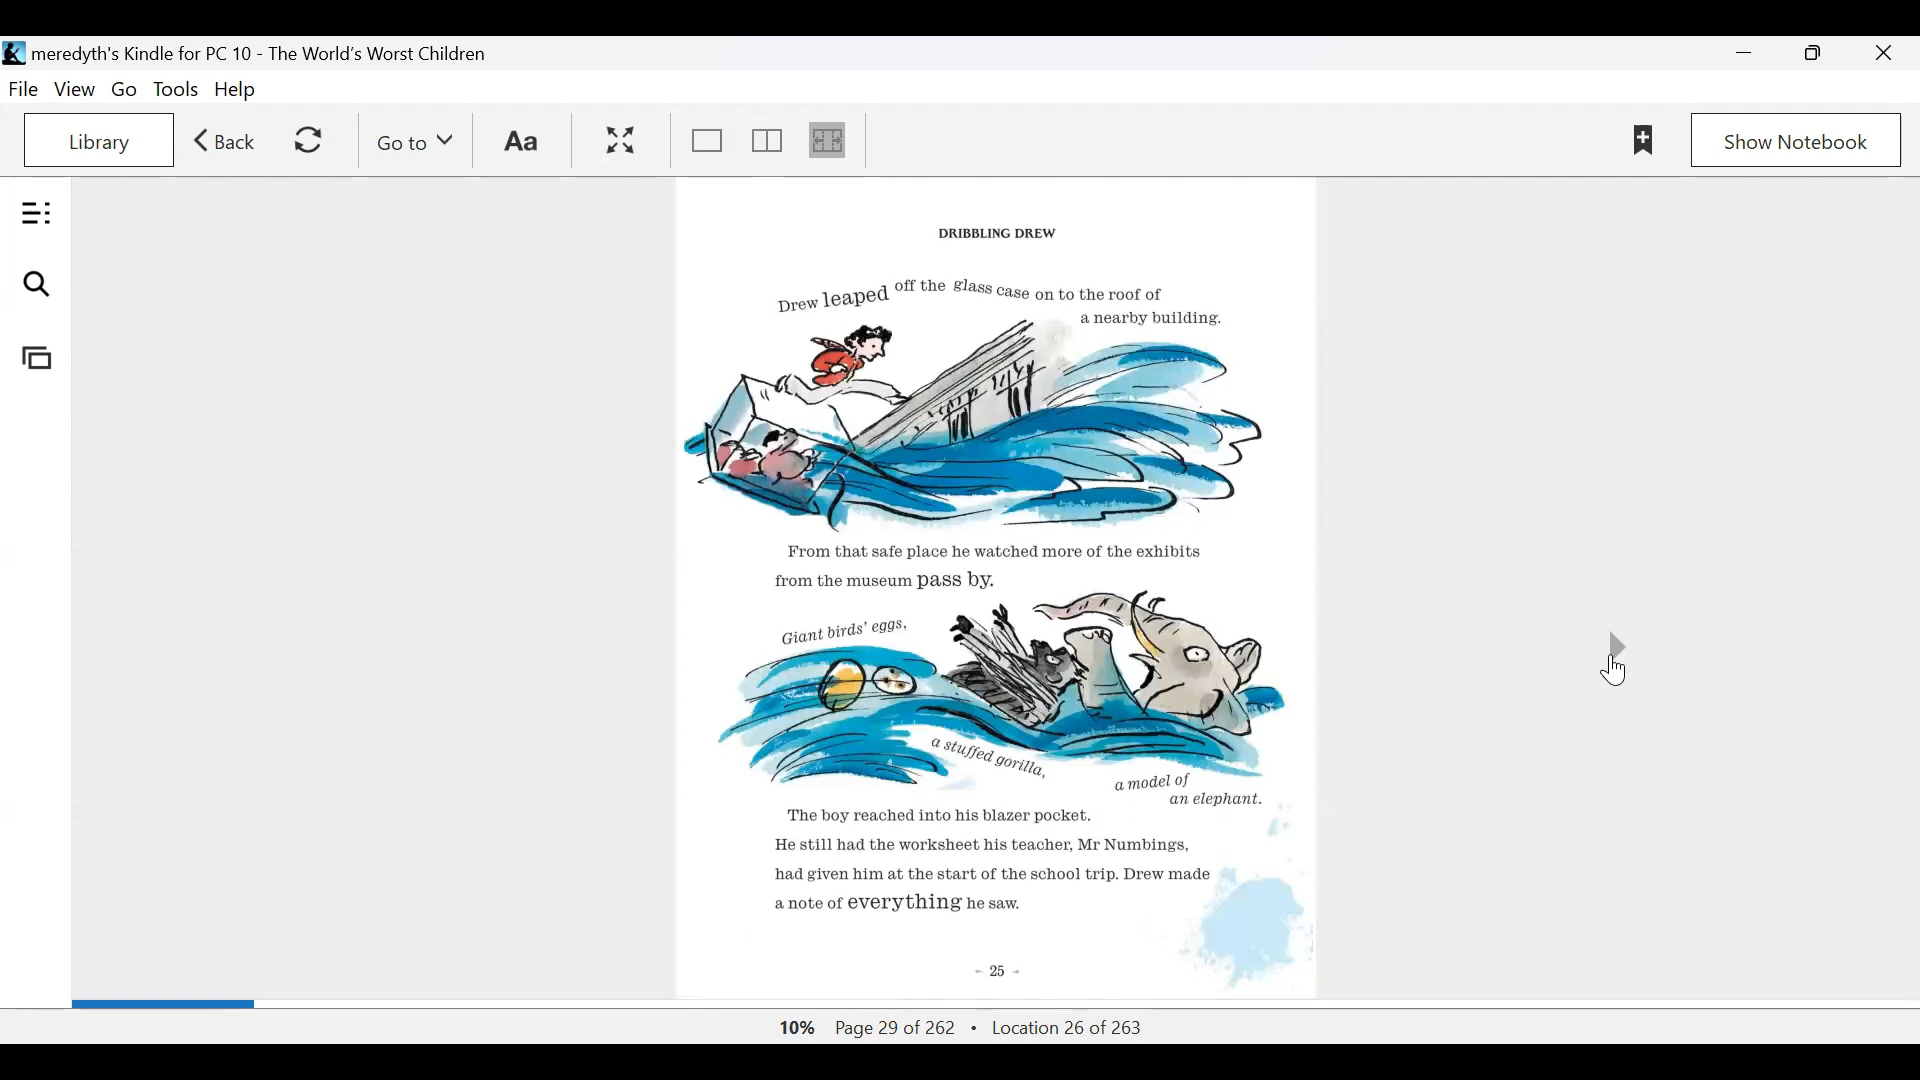 meredyth's Kindle for PC 10 - The World's Worst Children
File View Go Tools Help
Library Back Go to Aa Show Notebook
DRIBBLING DREW
Drew leaped off the glass case on to the roof of
a nearby building.
From that safe place he watched more of the exhibits
from the museum pass by.
Giant birds' eggs,
a stuffed gorilla,
a model of
an elephant.
The boy reached into his blazer pocket.
He still had the worksheet his teacher, Mr Numbings,
had given him at the start of the school trip. Drew made
a note of everything he saw.
- 25 -
10% Page 29 of 262 • Location 26 of 263